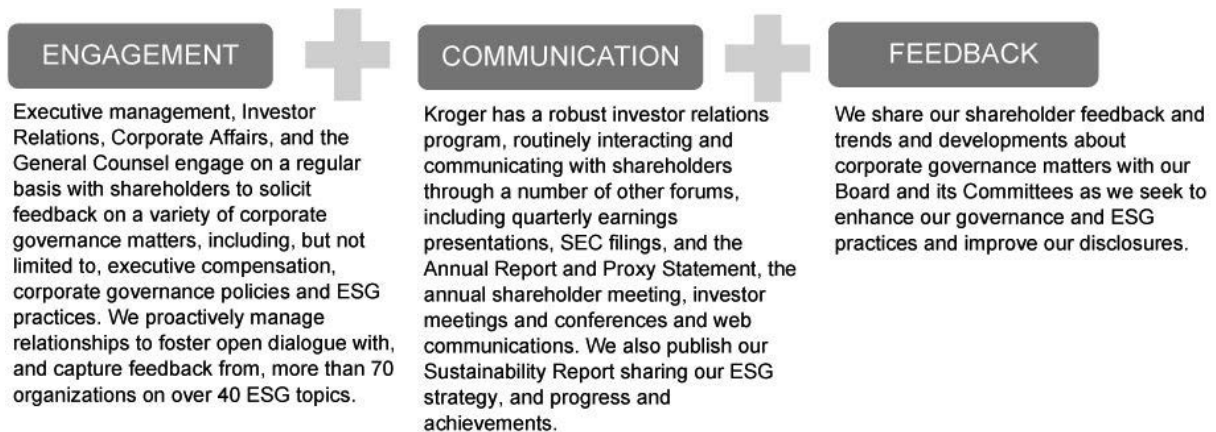 ENGAGEMENT
Executive management, Investor
Relations, Corporate Affairs, and the
General Counsel engage on a regular
basis with shareholders to solicit
feedback on a variety of corporate
governance matters, including, but not
limited to, executive compensation,
corporate governance policies and ESG
practices. We proactively manage
relationships to foster open dialogue with,
and capture feedback from, more than 70
organizations on over 40 ESG topics.
COMMUNICATION
Kroger has a robust investor relations
program, routinely interacting and
communicating with shareholders
through a number of other forums,
including quarterly earnings
presentations, SEC filings, and the
Annual Report and Proxy Statement, the
annual shareholder meeting, investor
meetings and conferences and web
communications. We also publish our
Sustainability Report sharing our ESG
strategy, and progress and
achievements.
FEEDBACK
We share our shareholder feedback and
trends and developments about
corporate governance matters with our
Board and its Committees as we seek to
enhance our governance and ESG
practices and improve our disclosures.